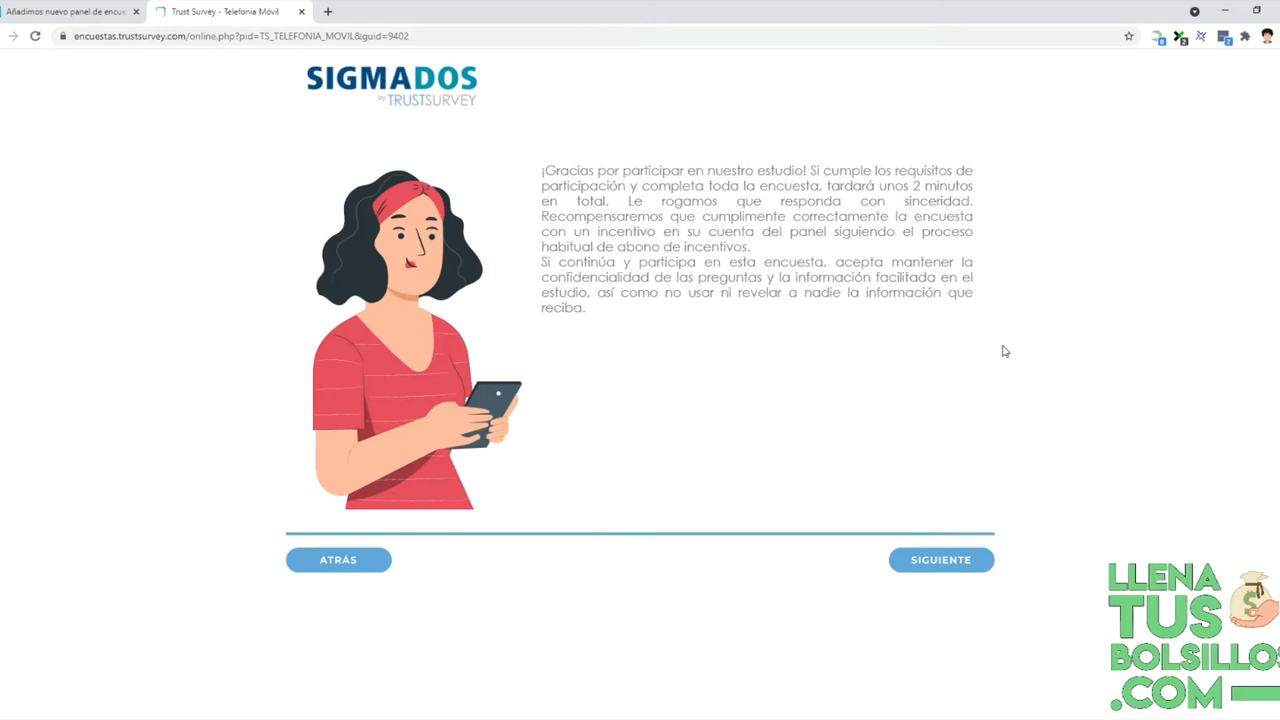 Añadimos nuevo panel de encue
Trust Survey - Telefonia Móvil
encuestas.trustsurvey.com/online.php?pid=TS_TELEFONIA_MOVIL&guid=9402
SIGMADOS
by TRUSTSURVEY
¡Gracias por participar en nuestro estudio! Si cumple los requisitos de
participación y completa toda la encuesta, tardará unos 2 minutos
en total. Le rogamos que responda con sinceridad.
Recompensaremos que cumplimente correctamente la encuesta
con un incentivo en su cuenta del panel siguiendo el proceso
habitual de abono de incentivos.
Si continúa y participa en esta encuesta, acepta mantener la
confidencialidad de las preguntas y la información facilitada en el
estudio, así como no usar ni revelar a nadie la información que
reciba.
ATRÁS
SIGUIENTE
LLENA
TUS
BOLSILLOS
.COM